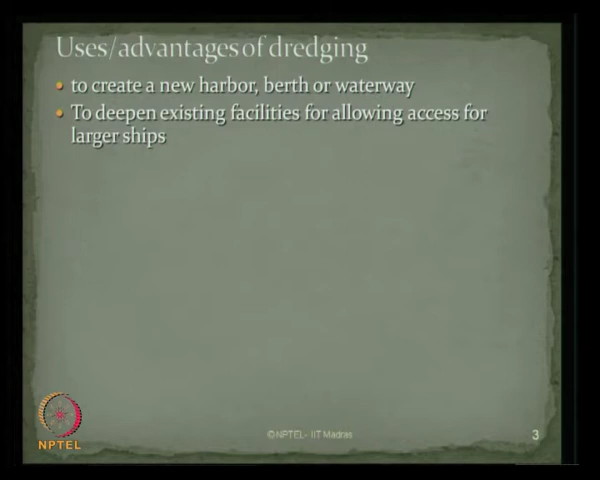 Uses/advantages of dredging
• to create a new harbor, berth or waterway
• To deepen existing facilities for allowing access for
larger ships
NPTEL
©NPTEL- IIT Madras
3